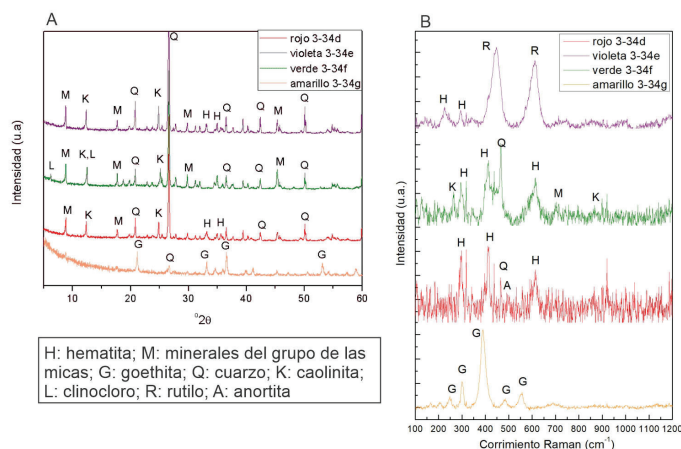 A
rojo 3-34d
violeta 3-34e
verde 3-34f
amarillo 3-34g
Q
M
K
Q
M
K
M
H
H
Q
Q
M
Q
L
M
K,L
M
Q
K
M
Q
Q
M
Q
M
K
M
Q
K
H
H
Q
Q
G
Q
G
G
G
Intensidad (u.a)
10
20
30
40
50
60
°2θ
H: hematita; M: minerales del grupo de las
micas; G: goethita; Q: cuarzo; K: caolinita;
L: clinocloro; R: rutilo; A: anortita
B
rojo 3-34d
violeta 3-34e
verde 3-34f
amarillo 3-34g
R
R
H
H
K
H
H
Q
H
M
K
H
H
Q
A
H
G
G
G
G
G
Intensidad (u.a.)
100 200 300 400 500 600 700 800 900 1000 1100 1200
Corrimiento Raman (cm⁻¹)